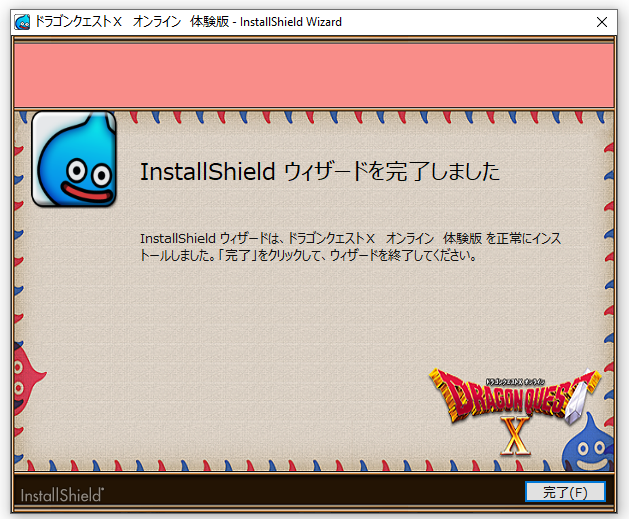 ドラゴンクエストX　オンライン　体験版 - InstallShield Wizard
InstallShield ウィザードを完了しました
InstallShield ウィザードは、ドラゴンクエストX　オンライン　体験版 を正常にインス
トールしました。「完了」をクリックして、ウィザードを終了してください。
ドラゴンクエストX オンライン
DRAGON QUEST
X
InstallShield
完了(F)